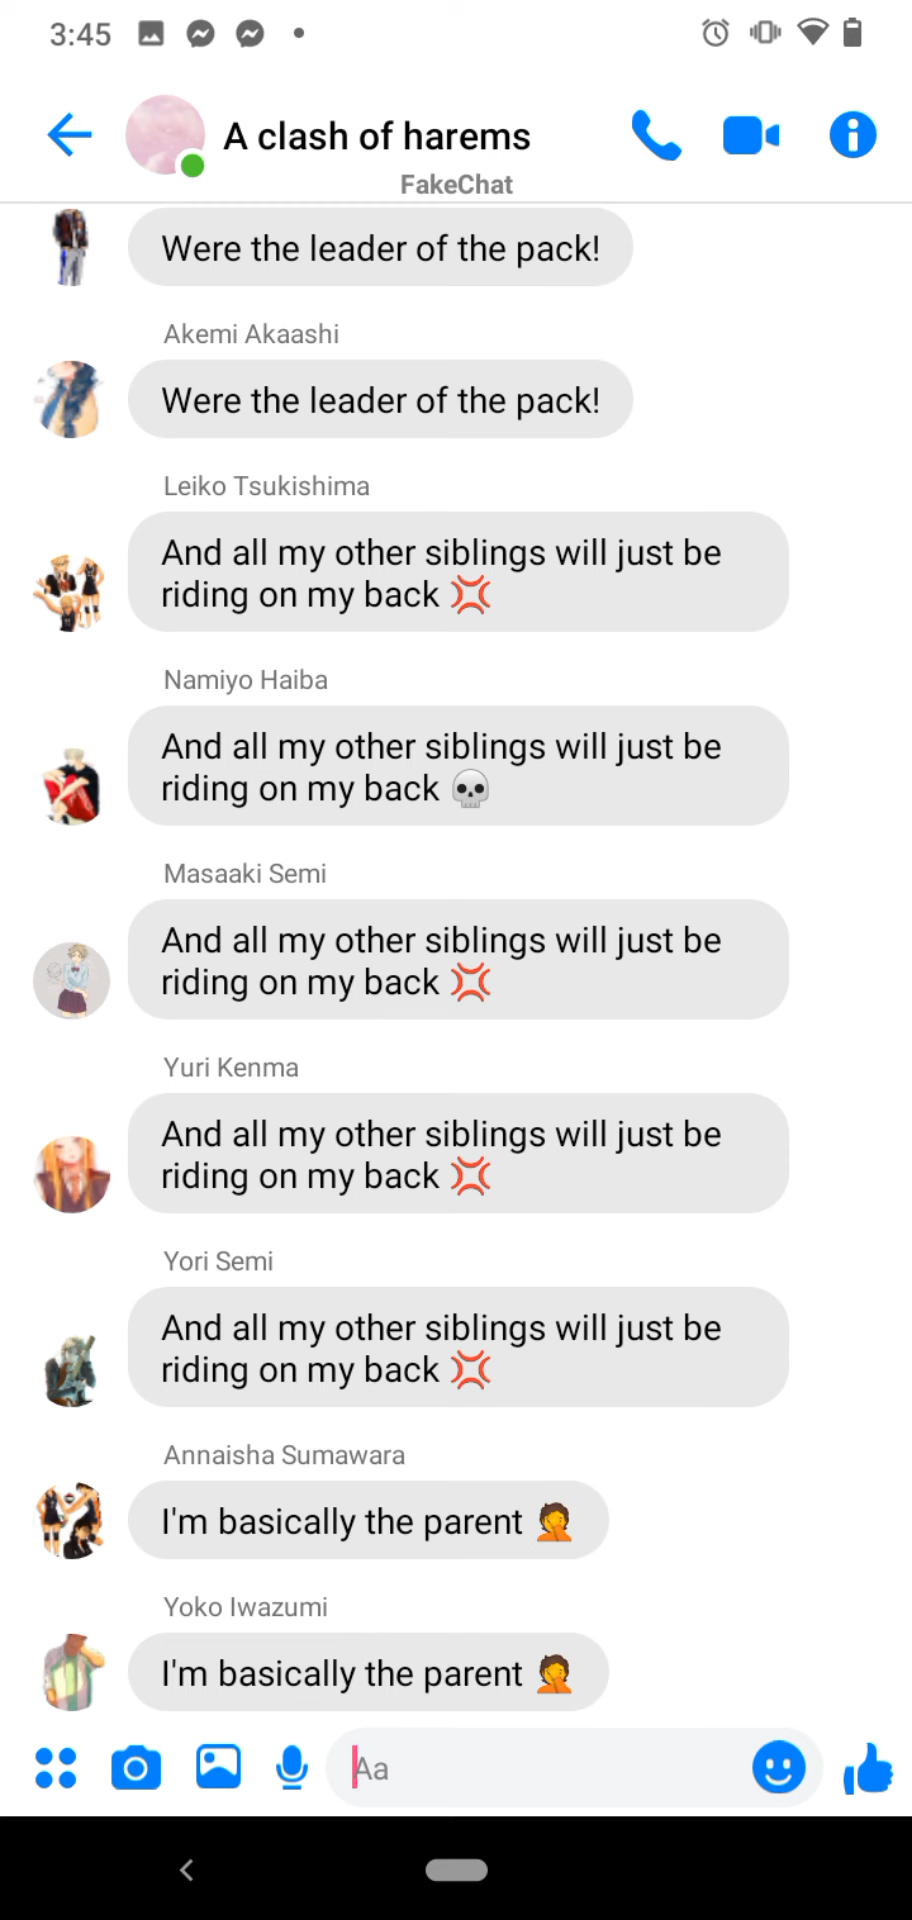 3:45
A clash of harems
FakeChat
Were the leader of the pack!
Akemi Akaashi
Were the leader of the pack!
Leiko Tsukishima
And all my other siblings will just be
riding on my back 💢
Namiyo Haiba
And all my other siblings will just be
riding on my back 💀
Masaaki Semi
And all my other siblings will just be
riding on my back 💢
Yuri Kenma
And all my other siblings will just be
riding on my back 💢
Yori Semi
And all my other siblings will just be
riding on my back 💢
Annaisha Sumawara
I'm basically the parent 🤦
Yoko Iwazumi
I'm basically the parent 🤦
Aa